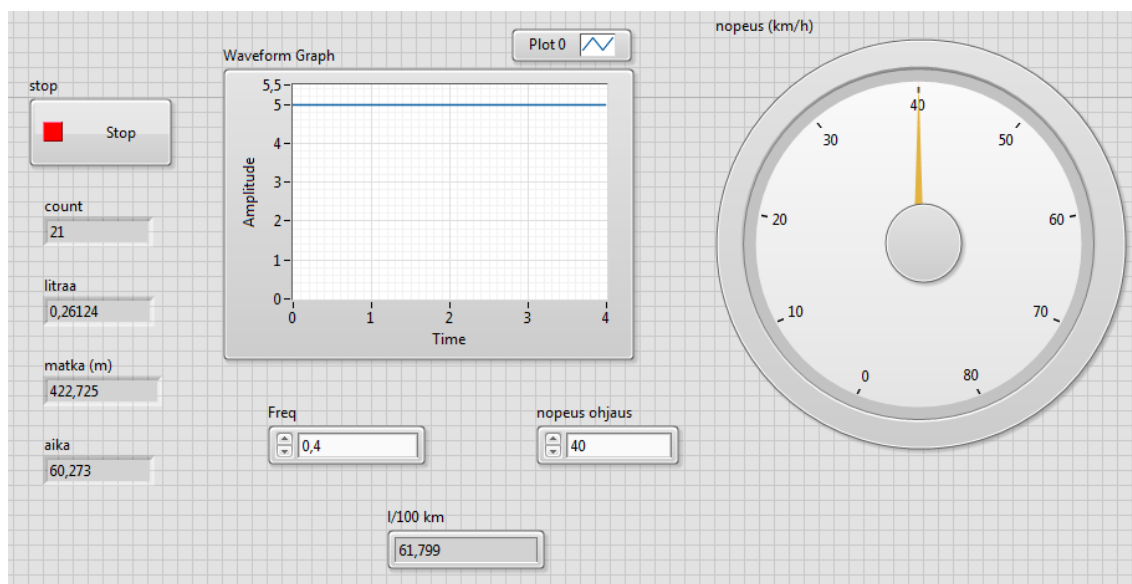 stop
Stop
count
21
litraa
0,26124
matka (m)
422,725
aika
60,273
Waveform Graph
Plot 0
Amplitude
5,5
5
4
3
2
1
0
0 1 2 3 4
Time
Freq
0,4
nopeus ohjaus
40
l/100 km
61,799
nopeus (km/h)
0
10
20
30
40
50
60
70
80